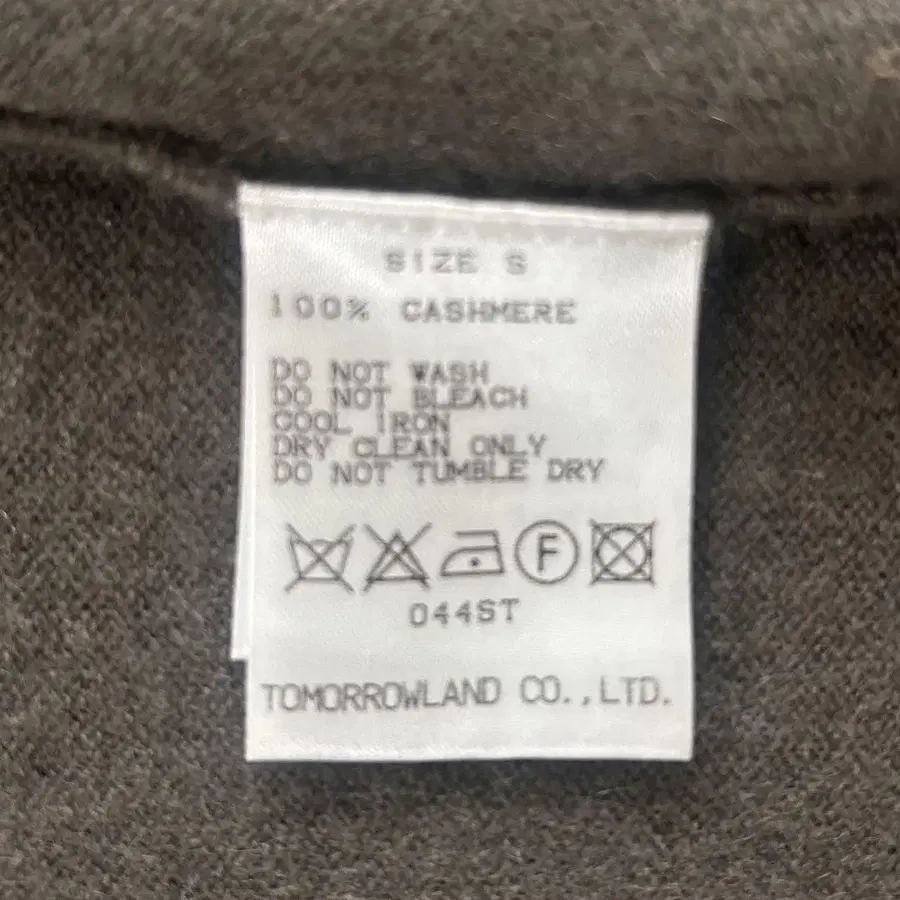 SIZE S
100% CASHMERE
DO NOT WASH
DO NOT BLEACH
COOL IRON
DRY CLEAN ONLY
DO NOT TUMBLE DRY
F
044ST
TOMORROWLAND CO.,LTD.